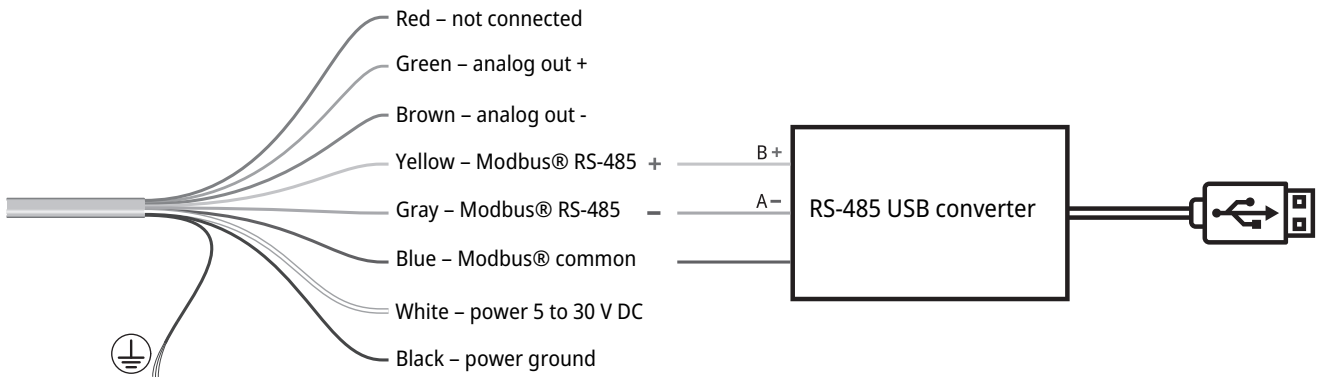 Red – not connected
Green – analog out +
Brown – analog out -
Yellow – Modbus® RS-485 +
B +
Gray – Modbus® RS-485 -
A -
RS-485 USB converter
Blue – Modbus® common
White – power 5 to 30 V DC
Black – power ground